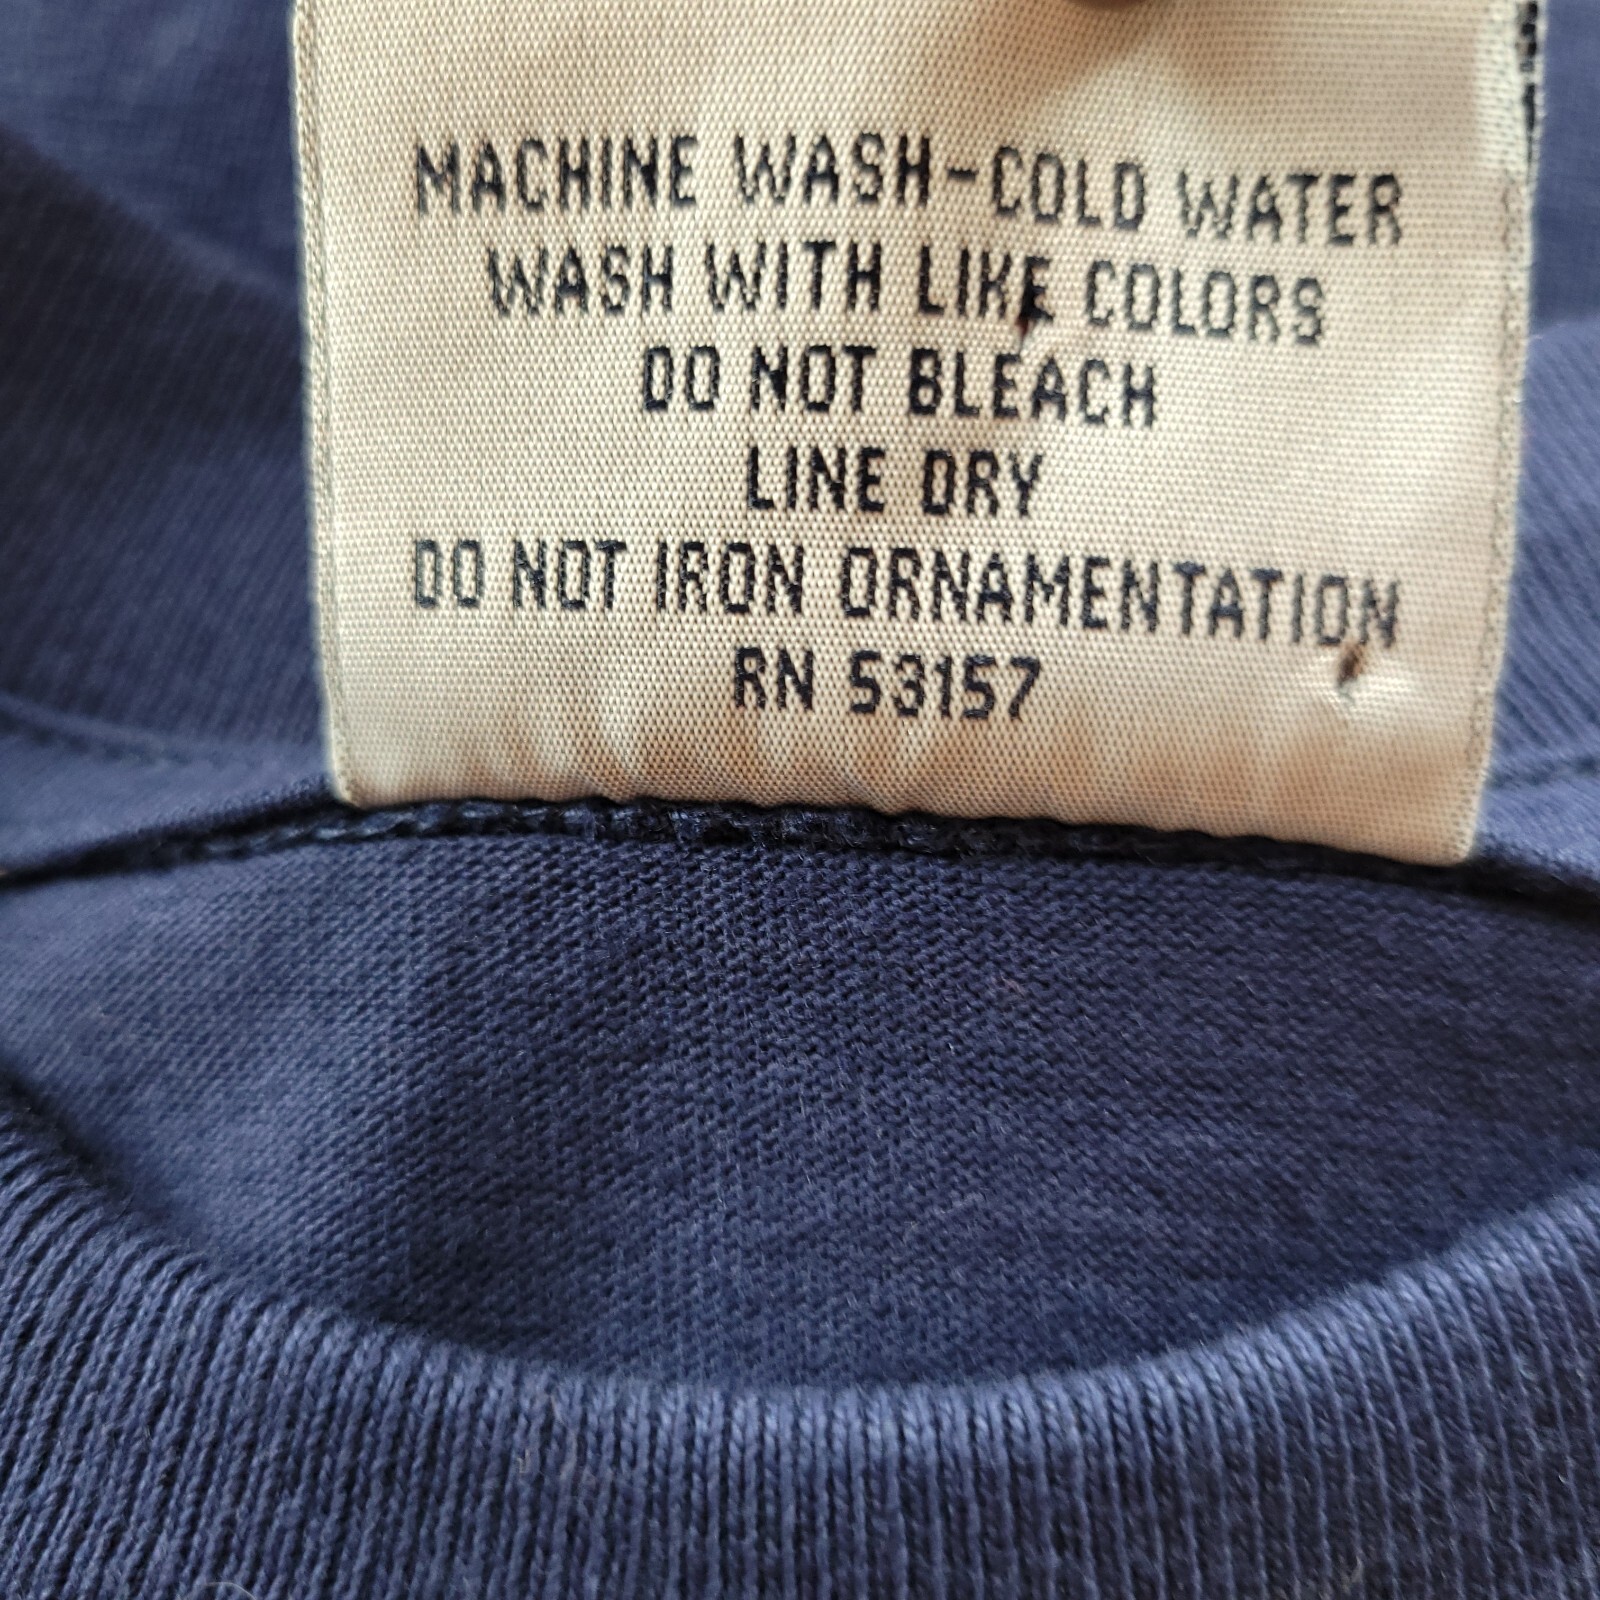 MACHINE WASH-COLD WATER
WASH WITH LIKE COLORS
DO NOT BLEACH
LINE DRY
DO NOT IRON ORNAMENTATION
RN 53157